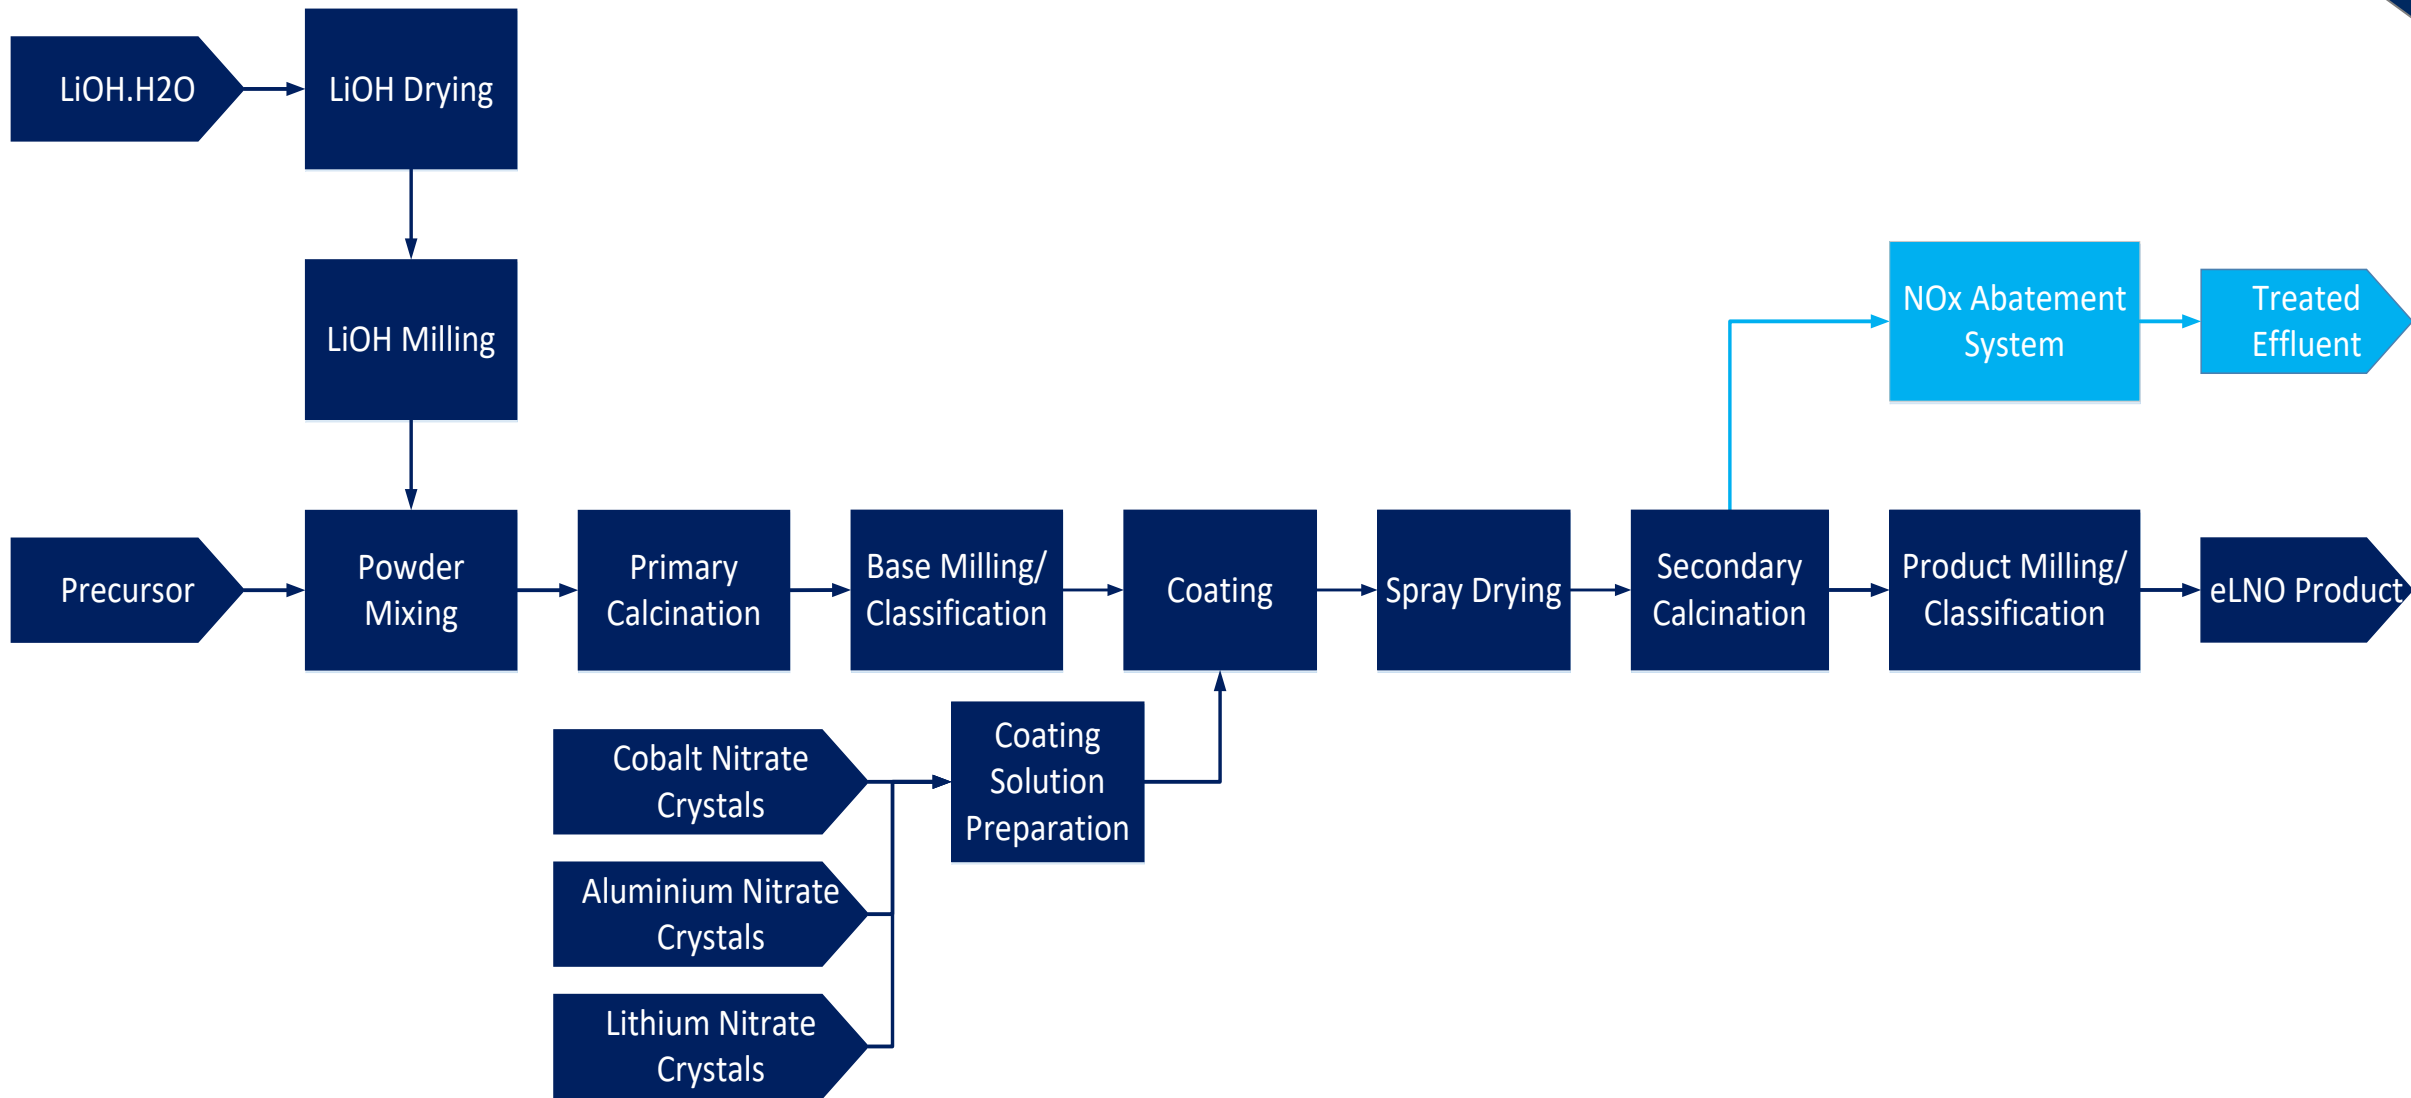 LiOH.H2O
LiOH Drying
LiOH Milling
NOx Abatement
System
Treated
Effluent
Precursor
Powder
Mixing
Primary
Calcination
Base Milling/
Classification
Coating
Spray Drying
Secondary
Calcination
Product Milling/
Classification
eLNO Product
Cobalt Nitrate
Crystals
Coating
Solution
Preparation
Aluminium Nitrate
Crystals
Lithium Nitrate
Crystals